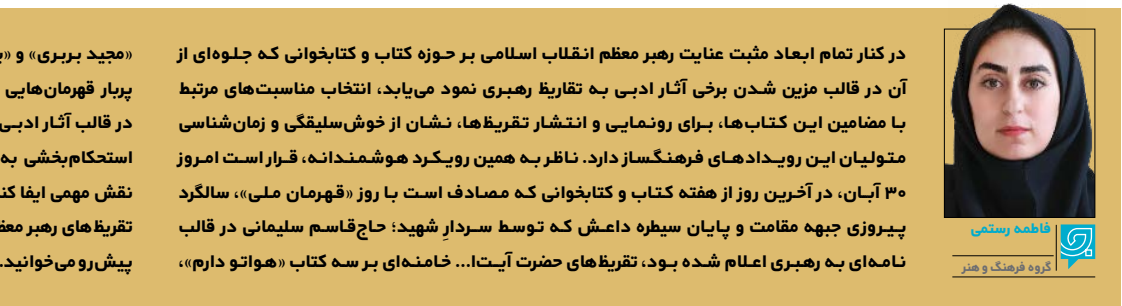 در کنار تمام ابعاد مثبت عنایت رهبر معظم انقلاب اسلامی بر حوزه کتاب و کتابخوانی که جلوه‌ای از
آن در قالب مزین شدن برخی آثار ادبی به تقاریظ رهبری نمود می‌یابد، انتخاب مناسبت‌های مرتبط
با مضامین این کتاب‌ها، برای رونمایی و انتشار تقریظ‌ها، نشان از خوش‌سلیقگی و زمان‌شناسی
متولیان این رویدادهای فرهنگساز دارد. ناظر به همین رویکرد هوشمندانه، قرار است امروز
۳۰ آبان، در آخرین روز از هفته کتاب و کتابخوانی که مصادف است با روز «قهرمان ملی»، سالگرد
پیروزی جبهه مقامت و پایان سیطره داعش که توسط سردارِ شهید؛ حاج‌قاسم سلیمانی در قالب
نامه‌ای به رهبری اعلام شده بود، تقریظ‌های حضرت آیت‌ا... خامنه‌ای بر سه کتاب «هواتو دارم»،
«مجید بربری» و
پربار قهرمان‌هایی
در قالب آثار ادبی
استحکام‌بخشی به
نقش مهمی ایفا
تقریظ‌های رهبر
پیش‌رو می‌خوانید.
فاطمه رستمی
گروه فرهنگ و هنر